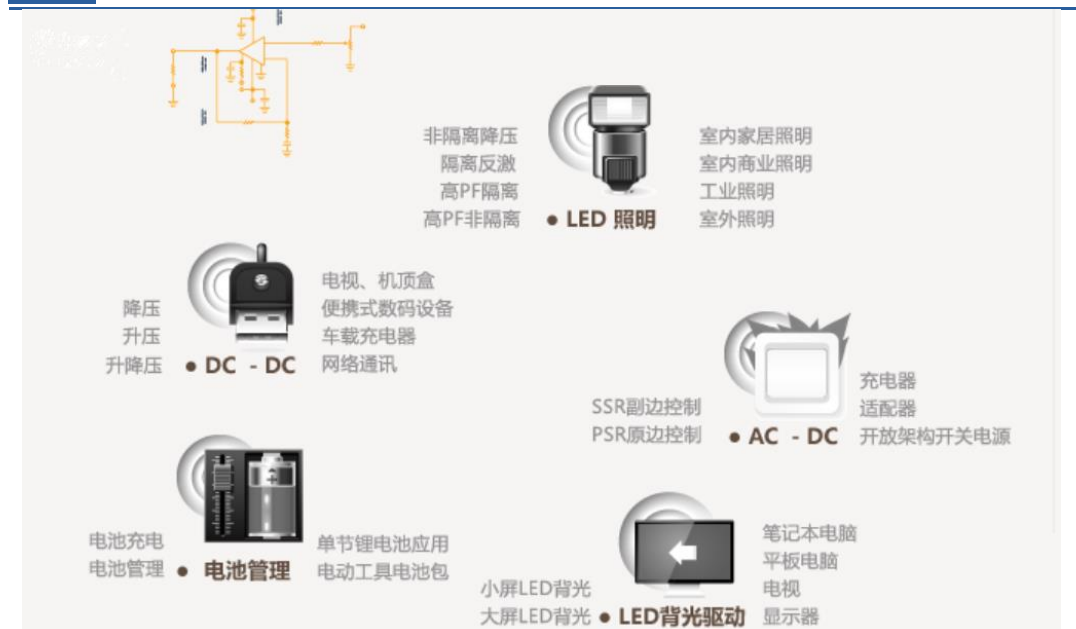 非隔离降压
隔离反激
高PF隔离
高PF非隔离
• LED 照明
室内家居照明
室内商业照明
工业照明
室外照明
降压
升压
升降压
• DC - DC
电视、机顶盒
便携式数码设备
车载充电器
网络通讯
SSR副边控制
PSR原边控制
• AC - DC
充电器
适配器
开放架构开关电源
电池充电
电池管理
• 电池管理
单节锂电池应用
电动工具电池包
小屏LED背光
大屏LED背光
• LED背光驱动
笔记本电脑
平板电脑
电视
显示器